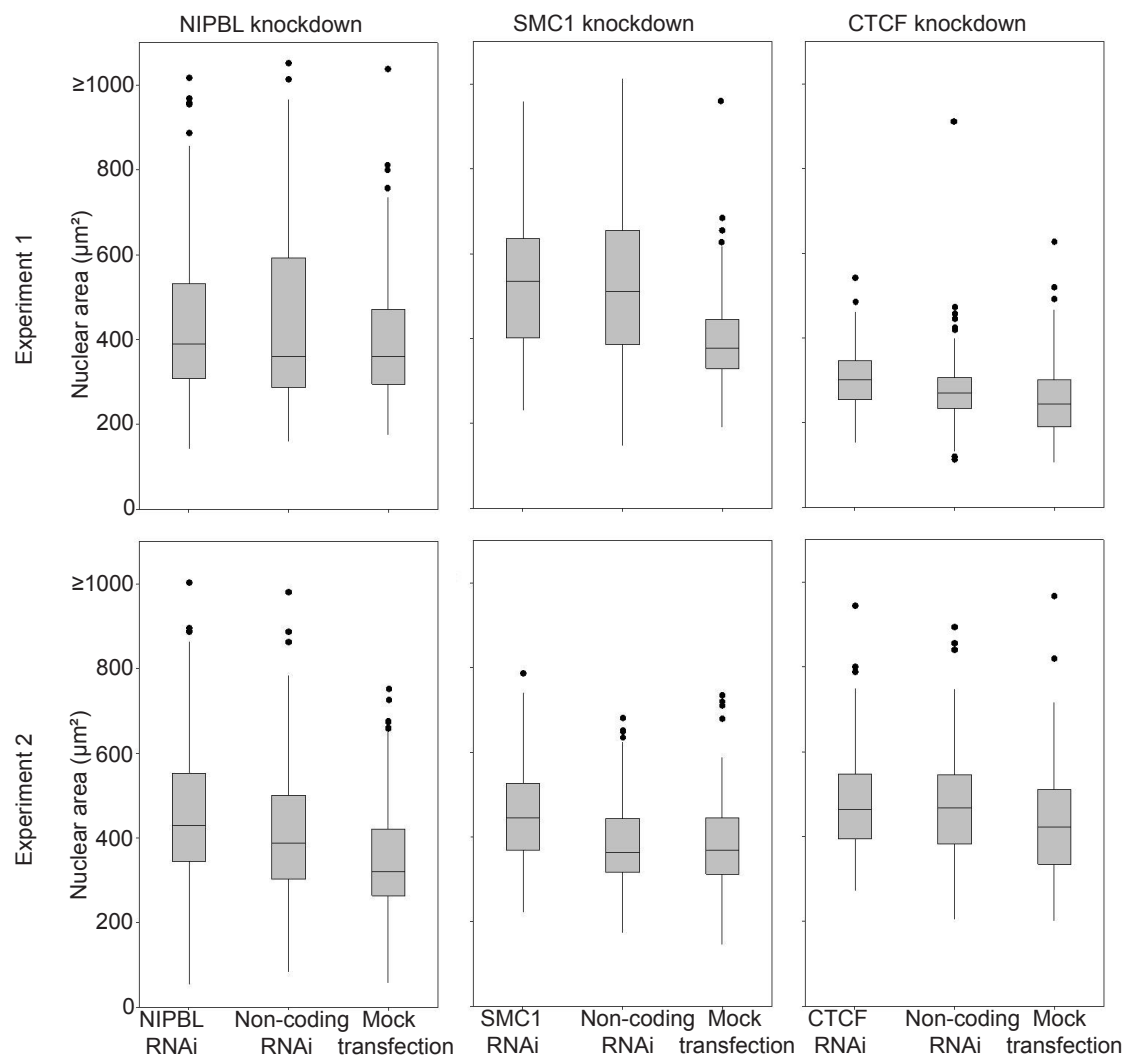 NIPBL knockdown
SMC1 knockdown
CTCF knockdown
Experiment 1
Nuclear area (μm²)
≥1000
800
600
400
200
0
Experiment 2
Nuclear area (μm²)
≥1000
800
600
400
200
0
NIPBL Non-coding Mock
RNAi RNAi transfection
SMC1 Non-coding Mock
RNAi RNAi transfection
CTCF Non-coding Mock
RNAi RNAi transfection